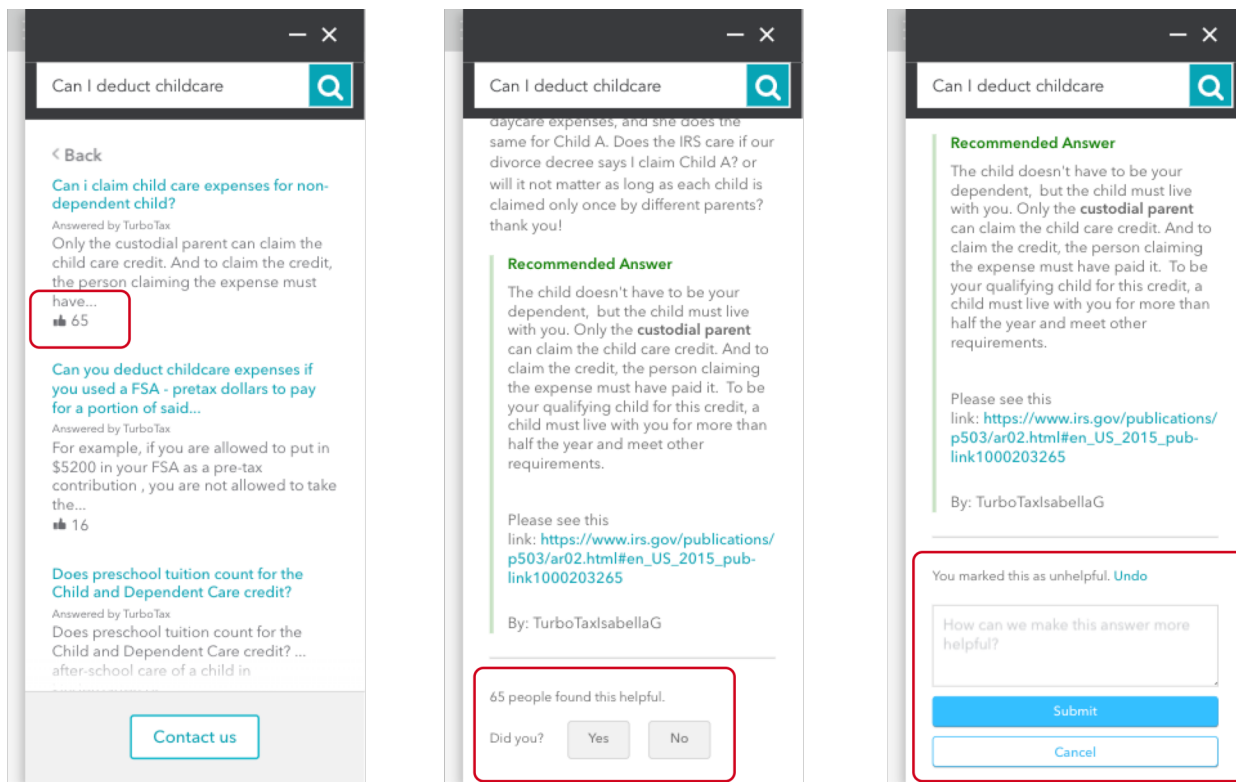 Can I deduct childcare
< Back
Can i claim child care expenses for non-
dependent child?
Answered by TurboTax
Only the custodial parent can claim the
child care credit. And to claim the credit,
the person claiming the expense must
have...
65
Can you deduct childcare expenses if
you used a FSA - pretax dollars to pay
for a portion of said...
Answered by TurboTax
For example, if you are allowed to put in
$5200 in your FSA as a pre-tax
contribution , you are not allowed to take
the...
16
Does preschool tuition count for the
Child and Dependent Care credit?
Answered by TurboTax
Does preschool tuition count for the
Child and Dependent Care credit? ...
after-school care of a child in
Contact us
Can I deduct childcare
daycare expenses, and she does the
same for Child A. Does the IRS care if our
divorce decree says I claim Child A? or
will it not matter as long as each child is
claimed only once by different parents?
thank you!
Recommended Answer
The child doesn't have to be your
dependent,  but the child must live
with you. Only the custodial parent
can claim the child care credit. And to
claim the credit, the person claiming
the expense must have paid it.  To be
your qualifying child for this credit, a
child must live with you for more than
half the year and meet other
requirements.
Please see this
link: https://www.irs.gov/publications/
p503/ar02.html#en_US_2015_pub-
link1000203265
By: TurboTaxIsabellaG
65 people found this helpful.
Did you? Yes No
Can I deduct childcare
Recommended Answer
The child doesn't have to be your
dependent,  but the child must live
with you. Only the custodial parent
can claim the child care credit. And to
claim the credit, the person claiming
the expense must have paid it.  To be
your qualifying child for this credit, a
child must live with you for more than
half the year and meet other
requirements.
Please see this
link: https://www.irs.gov/publications/
p503/ar02.html#en_US_2015_pub-
link1000203265
By: TurboTaxIsabellaG
You marked this as unhelpful. Undo
How can we make this answer more
helpful?
Submit
Cancel